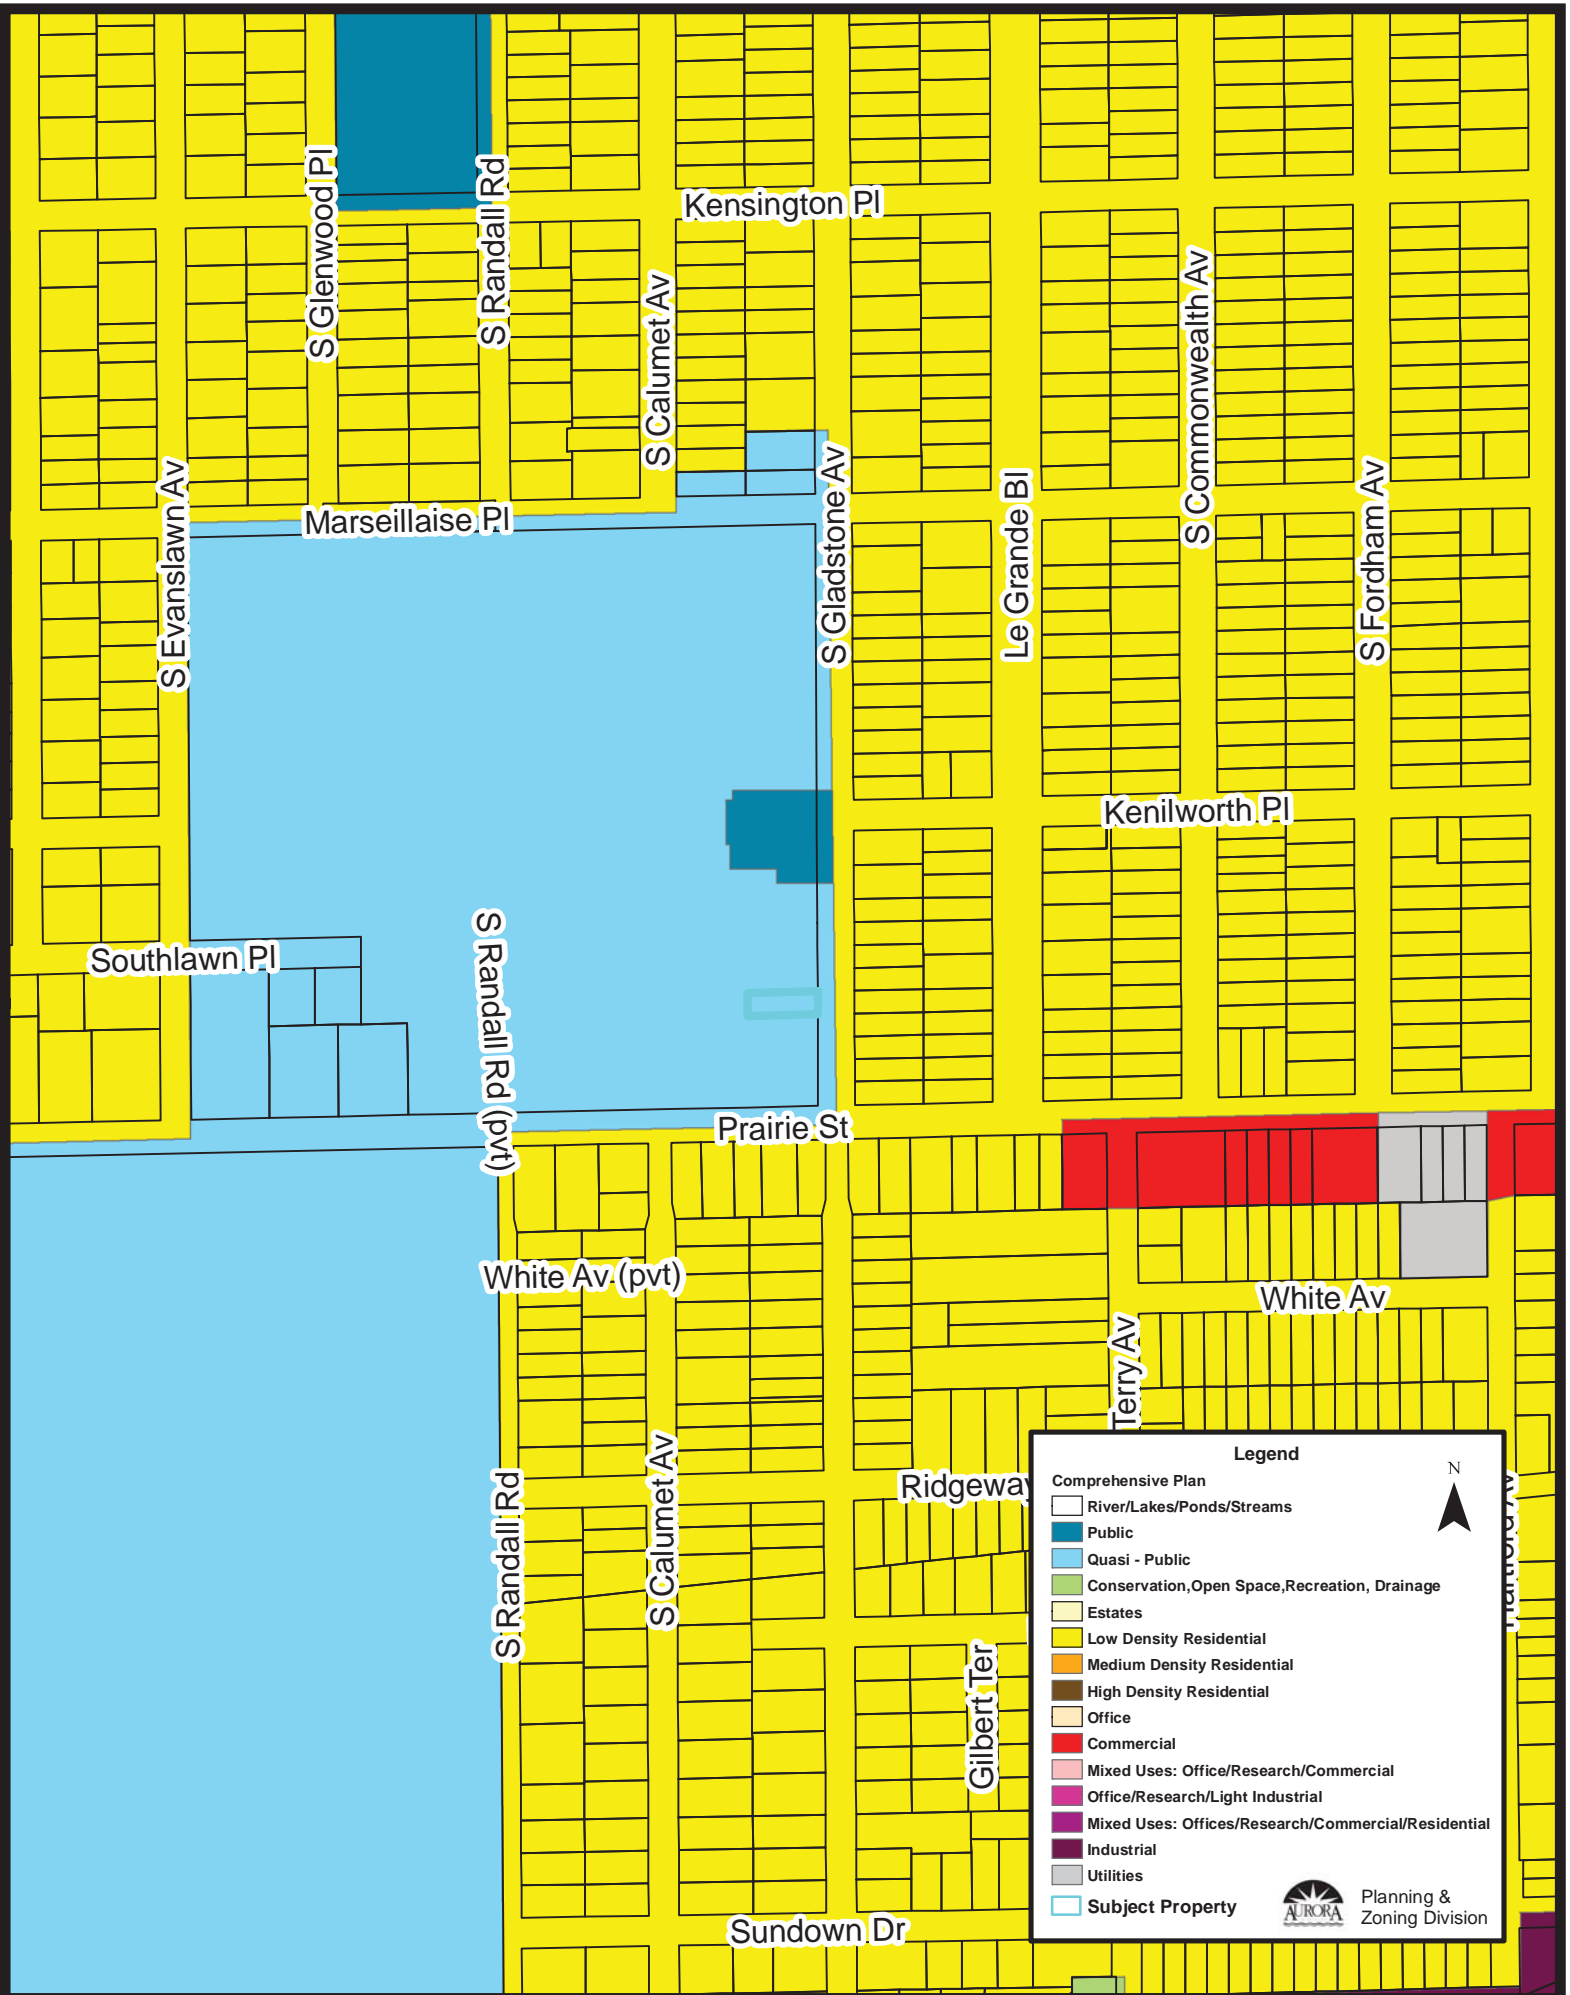 S Glenwood Pl
S Randall Rd
Kensington Pl
S Calumet Av
S Commonwealth Av
S Evanslawn Av
Marseillaise Pl
S Gladstone Av
Le Grande Bl
S Fordham Av
Kenilworth Pl
Southlawn Pl
S Randall Rd (pvt)
Prairie St
White Av (pvt)
White Av
Terry Av
S Randall Rd
S Calumet Av
Ridgeway
Gilbert Ter
Sundown Dr
Legend
Comprehensive Plan
N
River/Lakes/Ponds/Streams
Public
Quasi - Public
Conservation,Open Space,Recreation, Drainage
Estates
Low Density Residential
Medium Density Residential
High Density Residential
Office
Commercial
Mixed Uses: Office/Research/Commercial
Office/Research/Light Industrial
Mixed Uses: Offices/Research/Commercial/Residential
Industrial
Utilities
Subject Property
AURORA
Planning &
Zoning Division